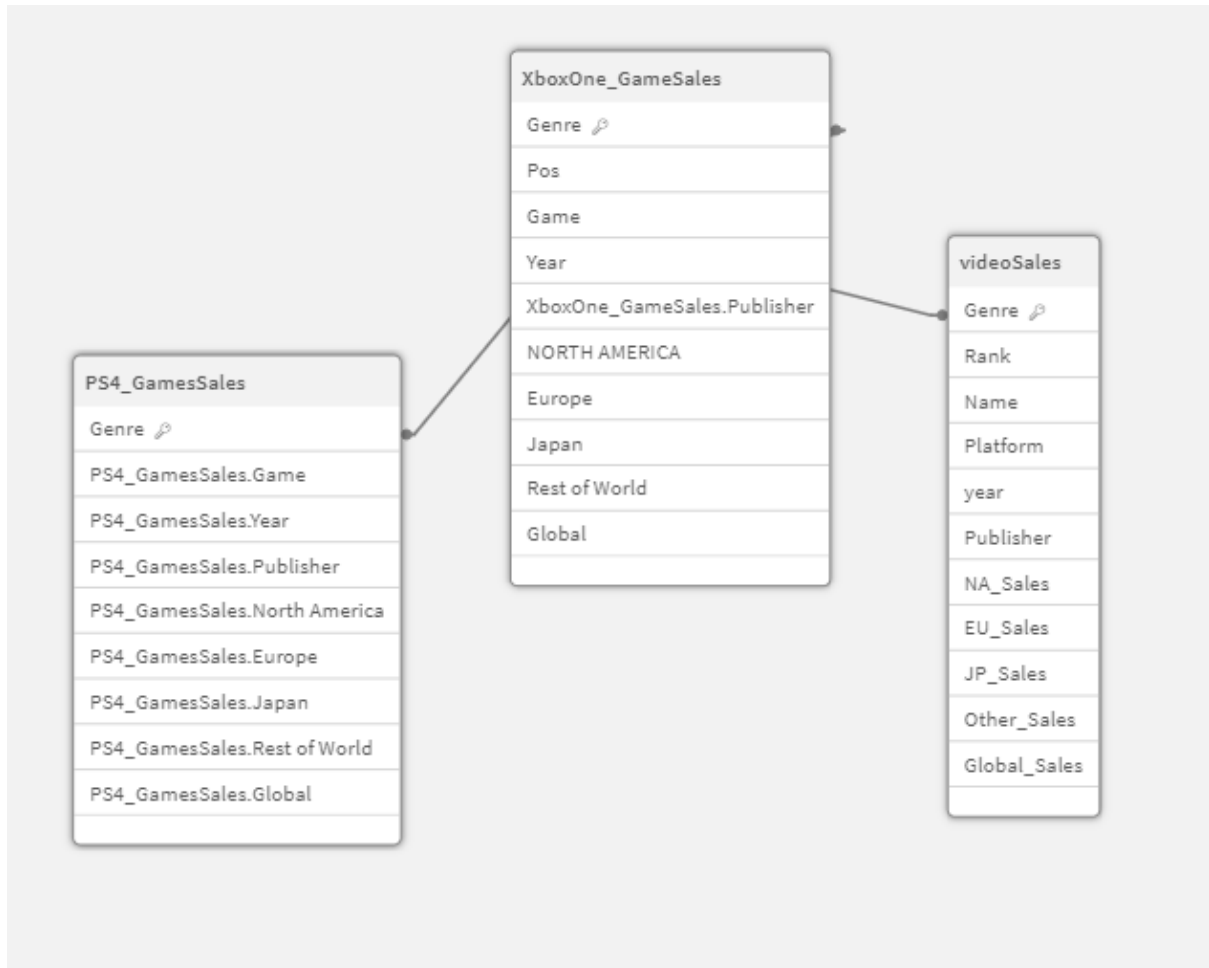 XboxOne_GameSales
Genre
Pos
Game
Year
XboxOne_GameSales.Publisher
NORTH AMERICA
Europe
Japan
Rest of World
Global
videoSales
Genre
Rank
Name
Platform
year
Publisher
NA_Sales
EU_Sales
JP_Sales
Other_Sales
Global_Sales
PS4_GamesSales
Genre
PS4_GamesSales.Game
PS4_GamesSales.Year
PS4_GamesSales.Publisher
PS4_GamesSales.North America
PS4_GamesSales.Europe
PS4_GamesSales.Japan
PS4_GamesSales.Rest of World
PS4_GamesSales.Global